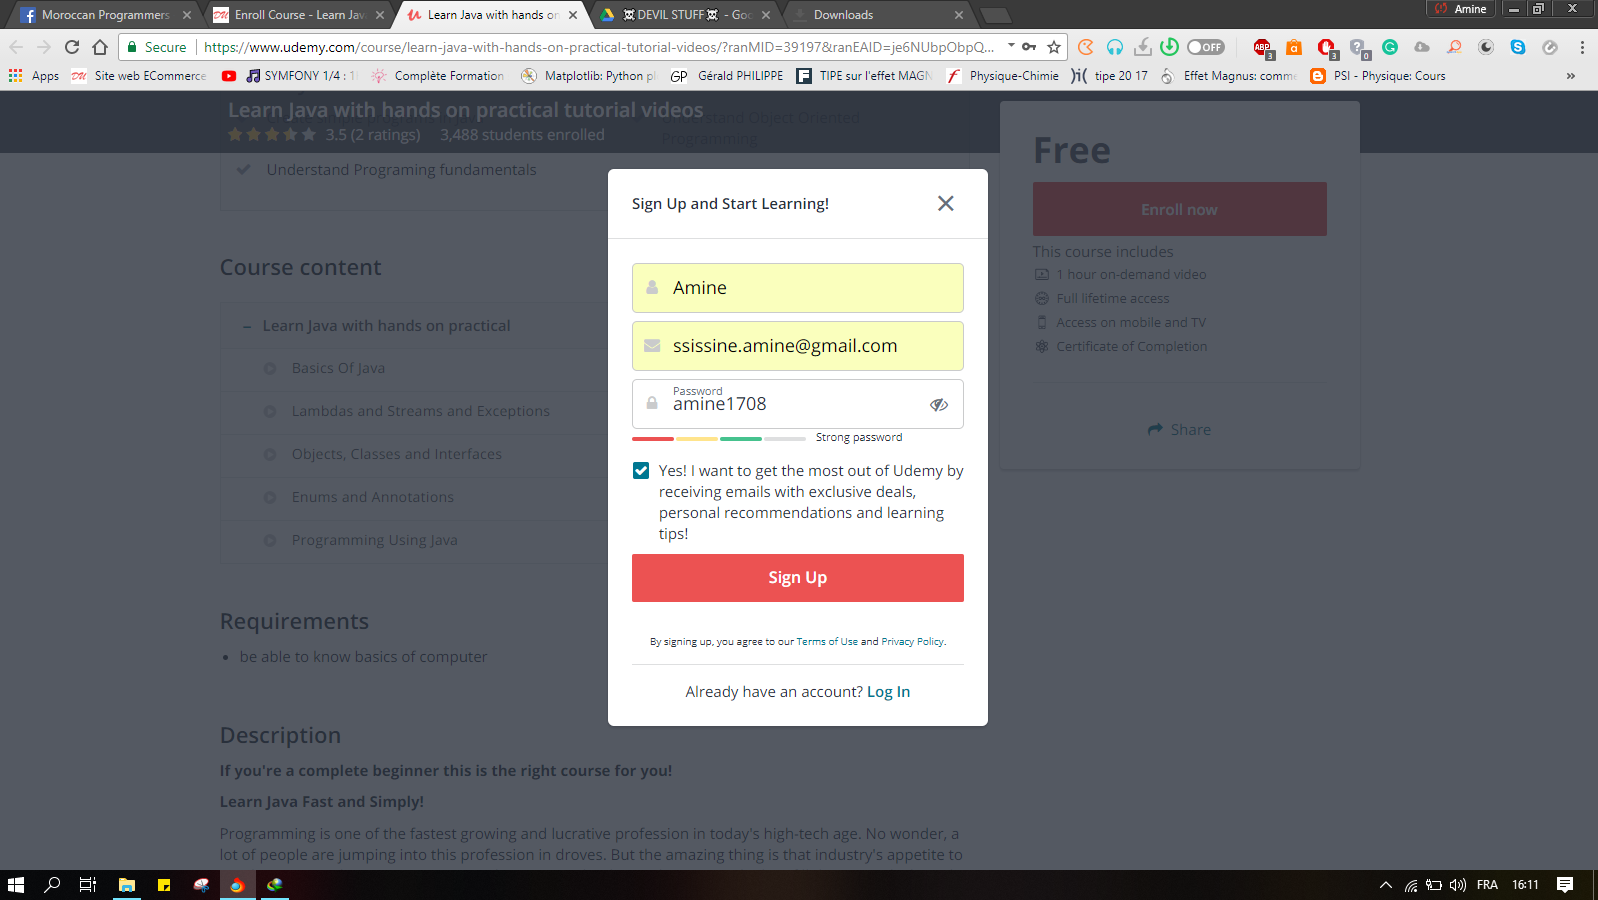 Moroccan Programmers
Enroll Course - Learn Jav
Learn Java with hands on
DEVIL STUFF
Downloads
Amine
Secure
https://www.udemy.com/course/learn-java-with-hands-on-practical-tutorial-videos/?ranMID=39197&ranEAID=je6NUbpObpQ...
OFF
ABP
3
3
0
Apps
DU
Site web ECommerce
SYMFONY 1/4 : 1
Complète Formation
Matplotlib: Python pl
GP
Gérald PHILIPPE
TIPE sur l'effet MAGN
Physique-Chimie
tipe 20 17
Effet Magnus: comme
PSI - Physique: Cours
»
Learn Java with hands on practical tutorial videos
3.5 (2 ratings)
3,488 students enrolled
Understand Object Oriented
Programming
Understand Programing fundamentals
Course content
Learn Java with hands on practical
Basics Of Java
Lambdas and Streams and Exceptions
Objects, Classes and Interfaces
Enums and Annotations
Programming Using Java
Requirements
• be able to know basics of computer
Description
If you're a complete beginner this is the right course for you!
Learn Java Fast and Simply!
Programming is one of the fastest growing and lucrative profession in today's high-tech age. No wonder, a
lot of people are jumping into this profession in droves. But the amazing thing is that industry's appetite to
Sign Up and Start Learning!
Amine
ssissine.amine@gmail.com
Password
amine1708
Strong password
Yes! I want to get the most out of Udemy by
receiving emails with exclusive deals,
personal recommendations and learning
tips!
Sign Up
By signing up, you agree to our Terms of Use and Privacy Policy.
Already have an account? Log In
Free
Enroll now
This course includes
1 hour on-demand video
Full lifetime access
Access on mobile and TV
Certificate of Completion
Share
FRA
16:11